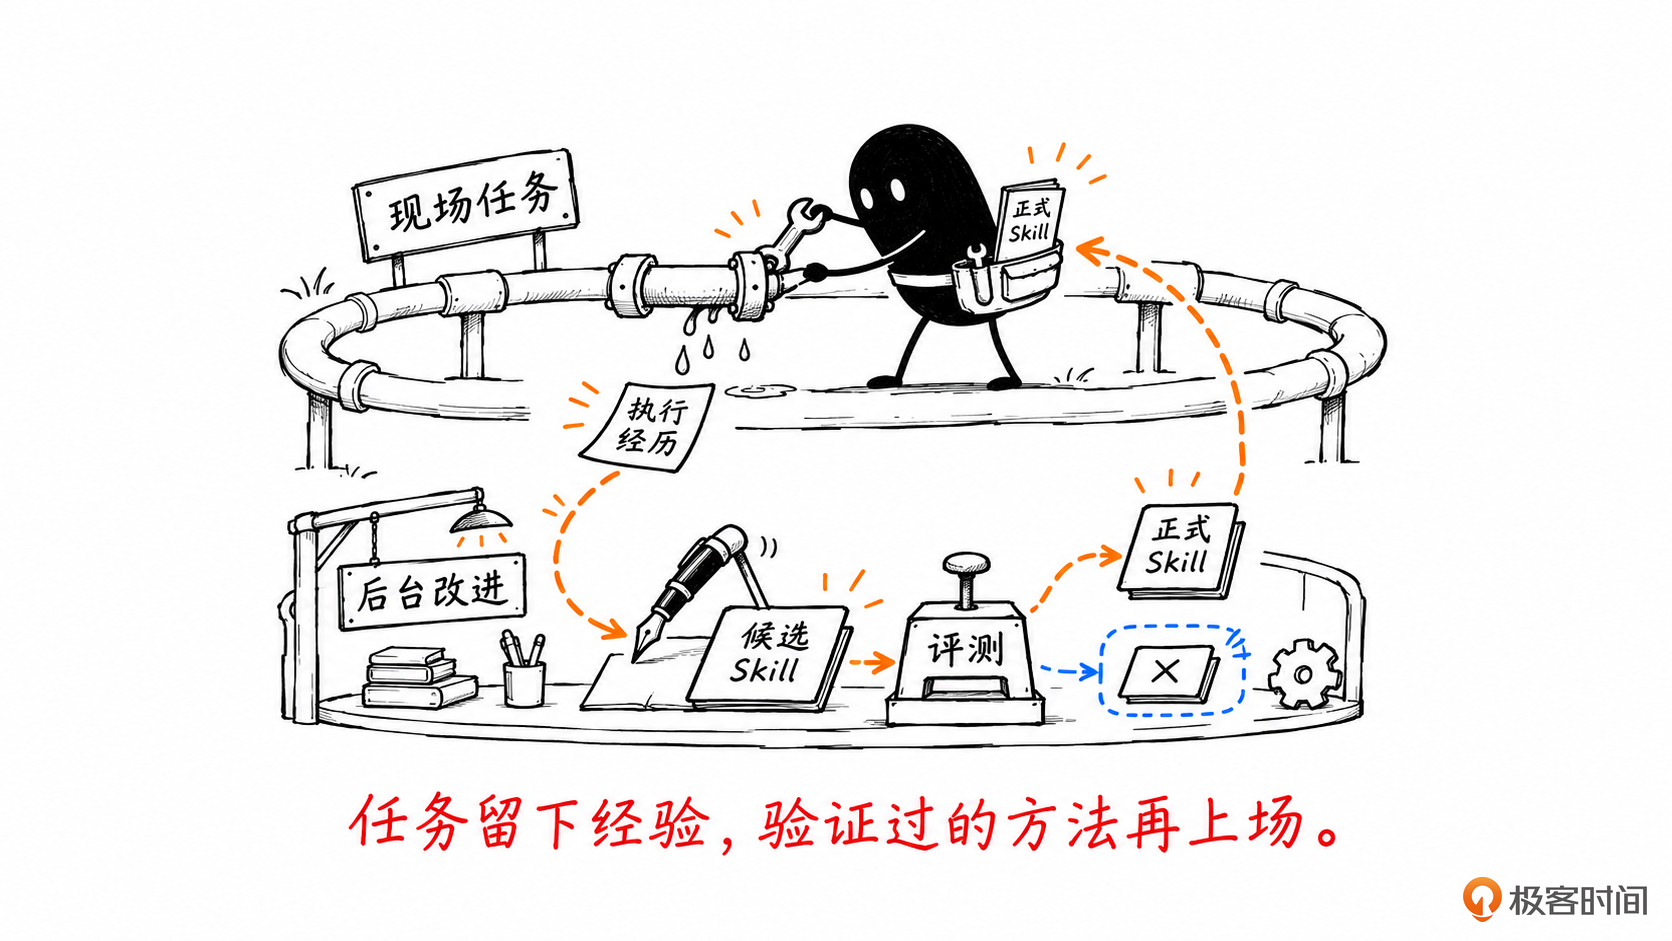 现场任务
正式
Skill
执行
经历
后台改进
候选
Skill
评测
正式
Skill
任务留下经验，验证过的方法再上场。
极客时间